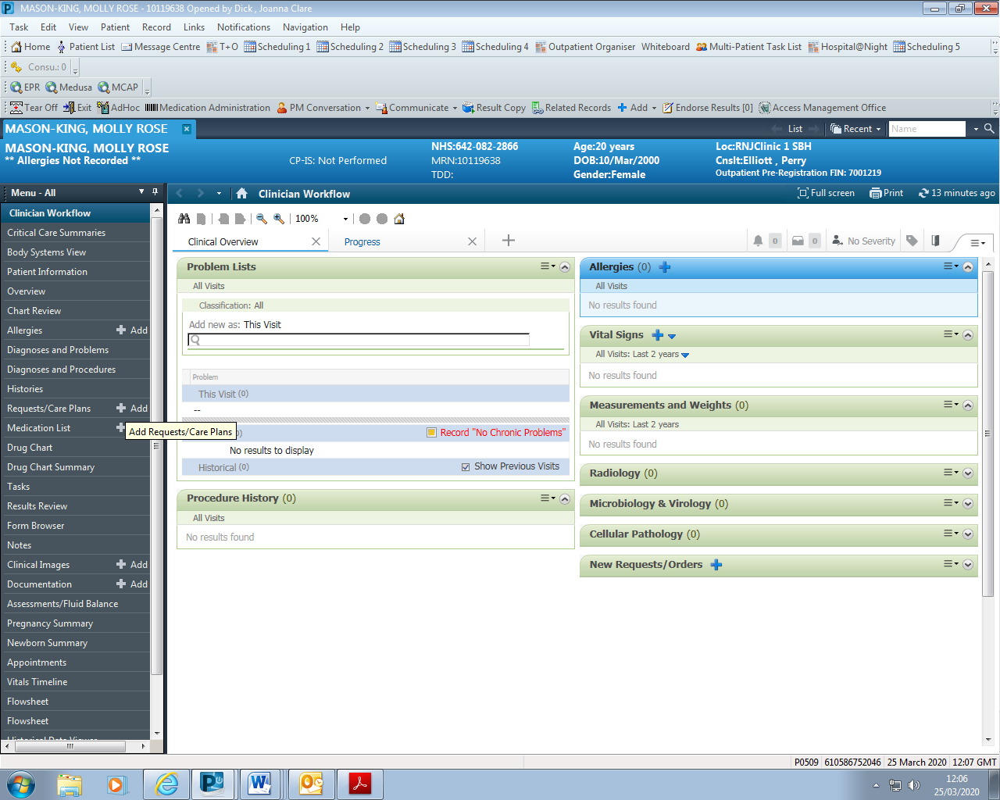 MASON-KING, MOLLY ROSE - 10119638 Opened by Dick , Joanna Clare
Task Edit View Patient Record Links Notifications Navigation Help
Home Patient List Message Centre T+O Scheduling 1 Scheduling 2 Scheduling 3 Scheduling 4 Outpatient Organiser Whiteboard Multi-Patient Task List Hospital@Night Scheduling 5
Consu.: 0
EPR Medusa MCAP
Tear Off Exit AdHoc Medication Administration PM Conversation Communicate Result Copy Related Records Add Endorse Results [0] Access Management Office
MASON-KING, MOLLY ROSE List Recent Name
MASON-KING, MOLLY ROSE NHS:642-082-2866 Age:20 years Loc:RNJClinic 1 SBH
** Allergies Not Recorded ** CP-IS: Not Performed MRN:10119638 DOB:10/Mar/2000 Cnslt:Elliott , Perry
TDD: Gender:Female Outpatient Pre-Registration FIN: 7001219
Menu - All
Clinician Workflow
Critical Care Summaries
Body Systems View
Patient Information
Overview
Chart Review
Allergies Add
Diagnoses and Problems
Diagnoses and Procedures
Histories
Requests/Care Plans Add
Medication List
Add Requests/Care Plans
Drug Chart
Drug Chart Summary
Tasks
Results Review
Form Browser
Notes
Clinical Images Add
Documentation Add
Assessments/Fluid Balance
Pregnancy Summary
Newborn Summary
Appointments
Vitals Timeline
Flowsheet
Flowsheet
Clinician Workflow Full screen Print 13 minutes ago
100%
Clinical Overview Progress 0 0 No Severity
Problem Lists
All Visits
Classification: All
Add new as: This Visit
Problem
This Visit (0)
--
0) Record "No Chronic Problems"
No results to display
Historical (0) Show Previous Visits
Procedure History (0)
All Visits
No results found
Allergies (0)
All Visits
No results found
Vital Signs
All Visits: Last 2 years
No results found
Measurements and Weights (0)
All Visits: Last 2 years
No results found
Radiology (0)
Microbiology & Virology (0)
Cellular Pathology (0)
New Requests/Orders
P0509 610586752046 25 March 2020 12:07 GMT
12:06
25/03/2020